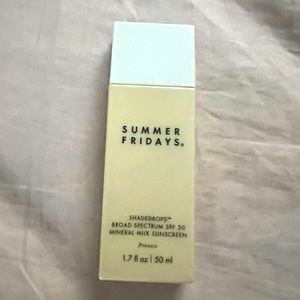 SUMMER
FRIDAYS®
SHADEDROPS™
BROAD SPECTRUM SPF 30
MINERAL MILK SUNSCREEN
Protect
1.7 fl oz | 50 ml